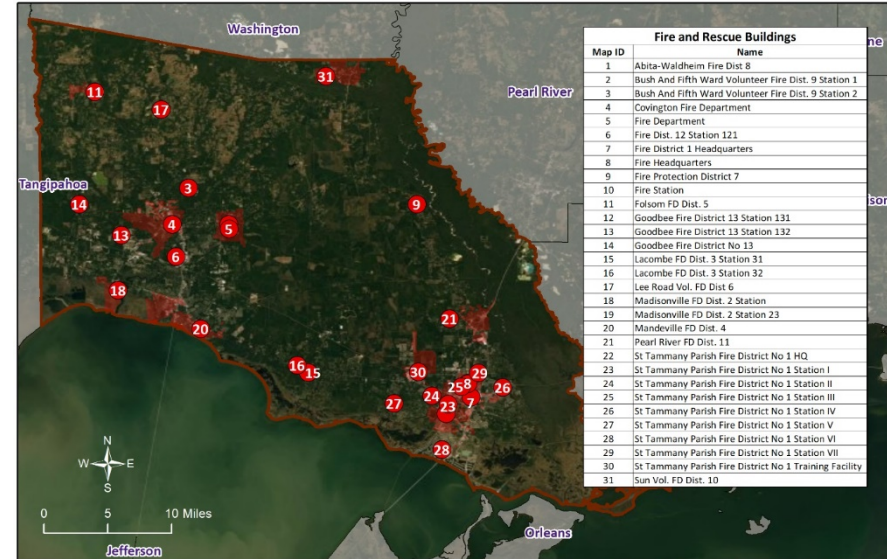 Washington
Pearl River
ne
Tangipahoa
ison
Orleans
Jefferson
Fire and Rescue Buildings
Map ID Name
1 Abita-Waldheim Fire Dist 8
2 Bush And Fifth Ward Volunteer Fire Dist. 9 Station 1
3 Bush And Fifth Ward Volunteer Fire Dist. 9 Station 2
4 Covington Fire Department
5 Fire Department
6 Fire Dist. 12 Station 121
7 Fire District 1 Headquarters
8 Fire Headquarters
9 Fire Protection District 7
10 Fire Station
11 Folsom FD Dist. 5
12 Goodbee Fire District 13 Station 131
13 Goodbee Fire District 13 Station 132
14 Goodbee Fire District No 13
15 Lacombe FD Dist. 3 Station 31
16 Lacombe FD Dist. 3 Station 32
17 Lee Road Vol. FD Dist 6
18 Madisonville FD Dist. 2 Station
19 Madisonville FD Dist. 2 Station 23
20 Mandeville FD Dist. 4
21 Pearl River FD Dist. 11
22 St Tammany Parish Fire District No 1 HQ
23 St Tammany Parish Fire District No 1 Station I
24 St Tammany Parish Fire District No 1 Station II
25 St Tammany Parish Fire District No 1 Station III
26 St Tammany Parish Fire District No 1 Station IV
27 St Tammany Parish Fire District No 1 Station V
28 St Tammany Parish Fire District No 1 Station VI
29 St Tammany Parish Fire District No 1 Station VII
30 St Tammany Parish Fire District No 1 Training Facility
31 Sun Vol. FD Dist. 10
31
11
17
3
14
9
4
5
13
6
18
21
20
16
15
30
29
8
25
26
24
7
27
23
28
N
W E
S
0 5 10 Miles